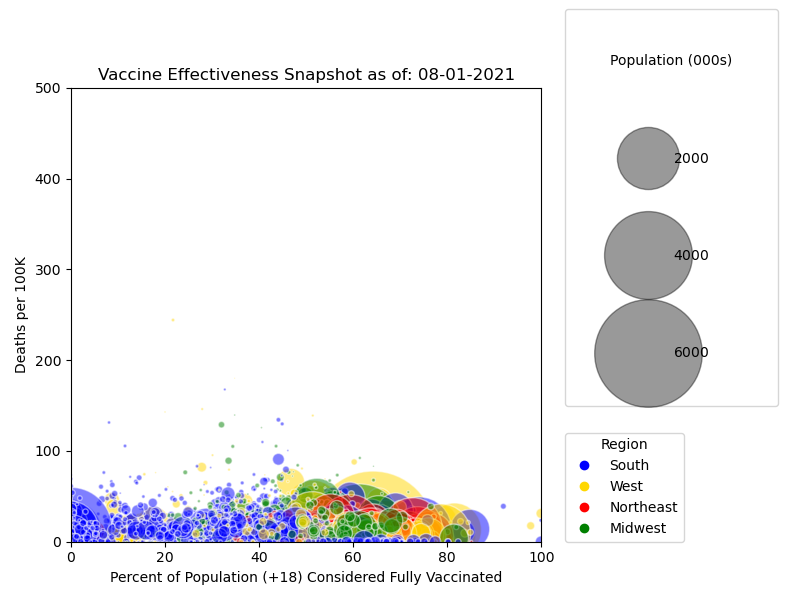 Vaccine Effectiveness Snapshot as of: 08-01-2021
Deaths per 100K
500
400
300
200
100
0
0 20 40 60 80 100
Percent of Population (+18) Considered Fully Vaccinated
Population (000s)
2000
4000
6000
Region
South
West
Northeast
Midwest